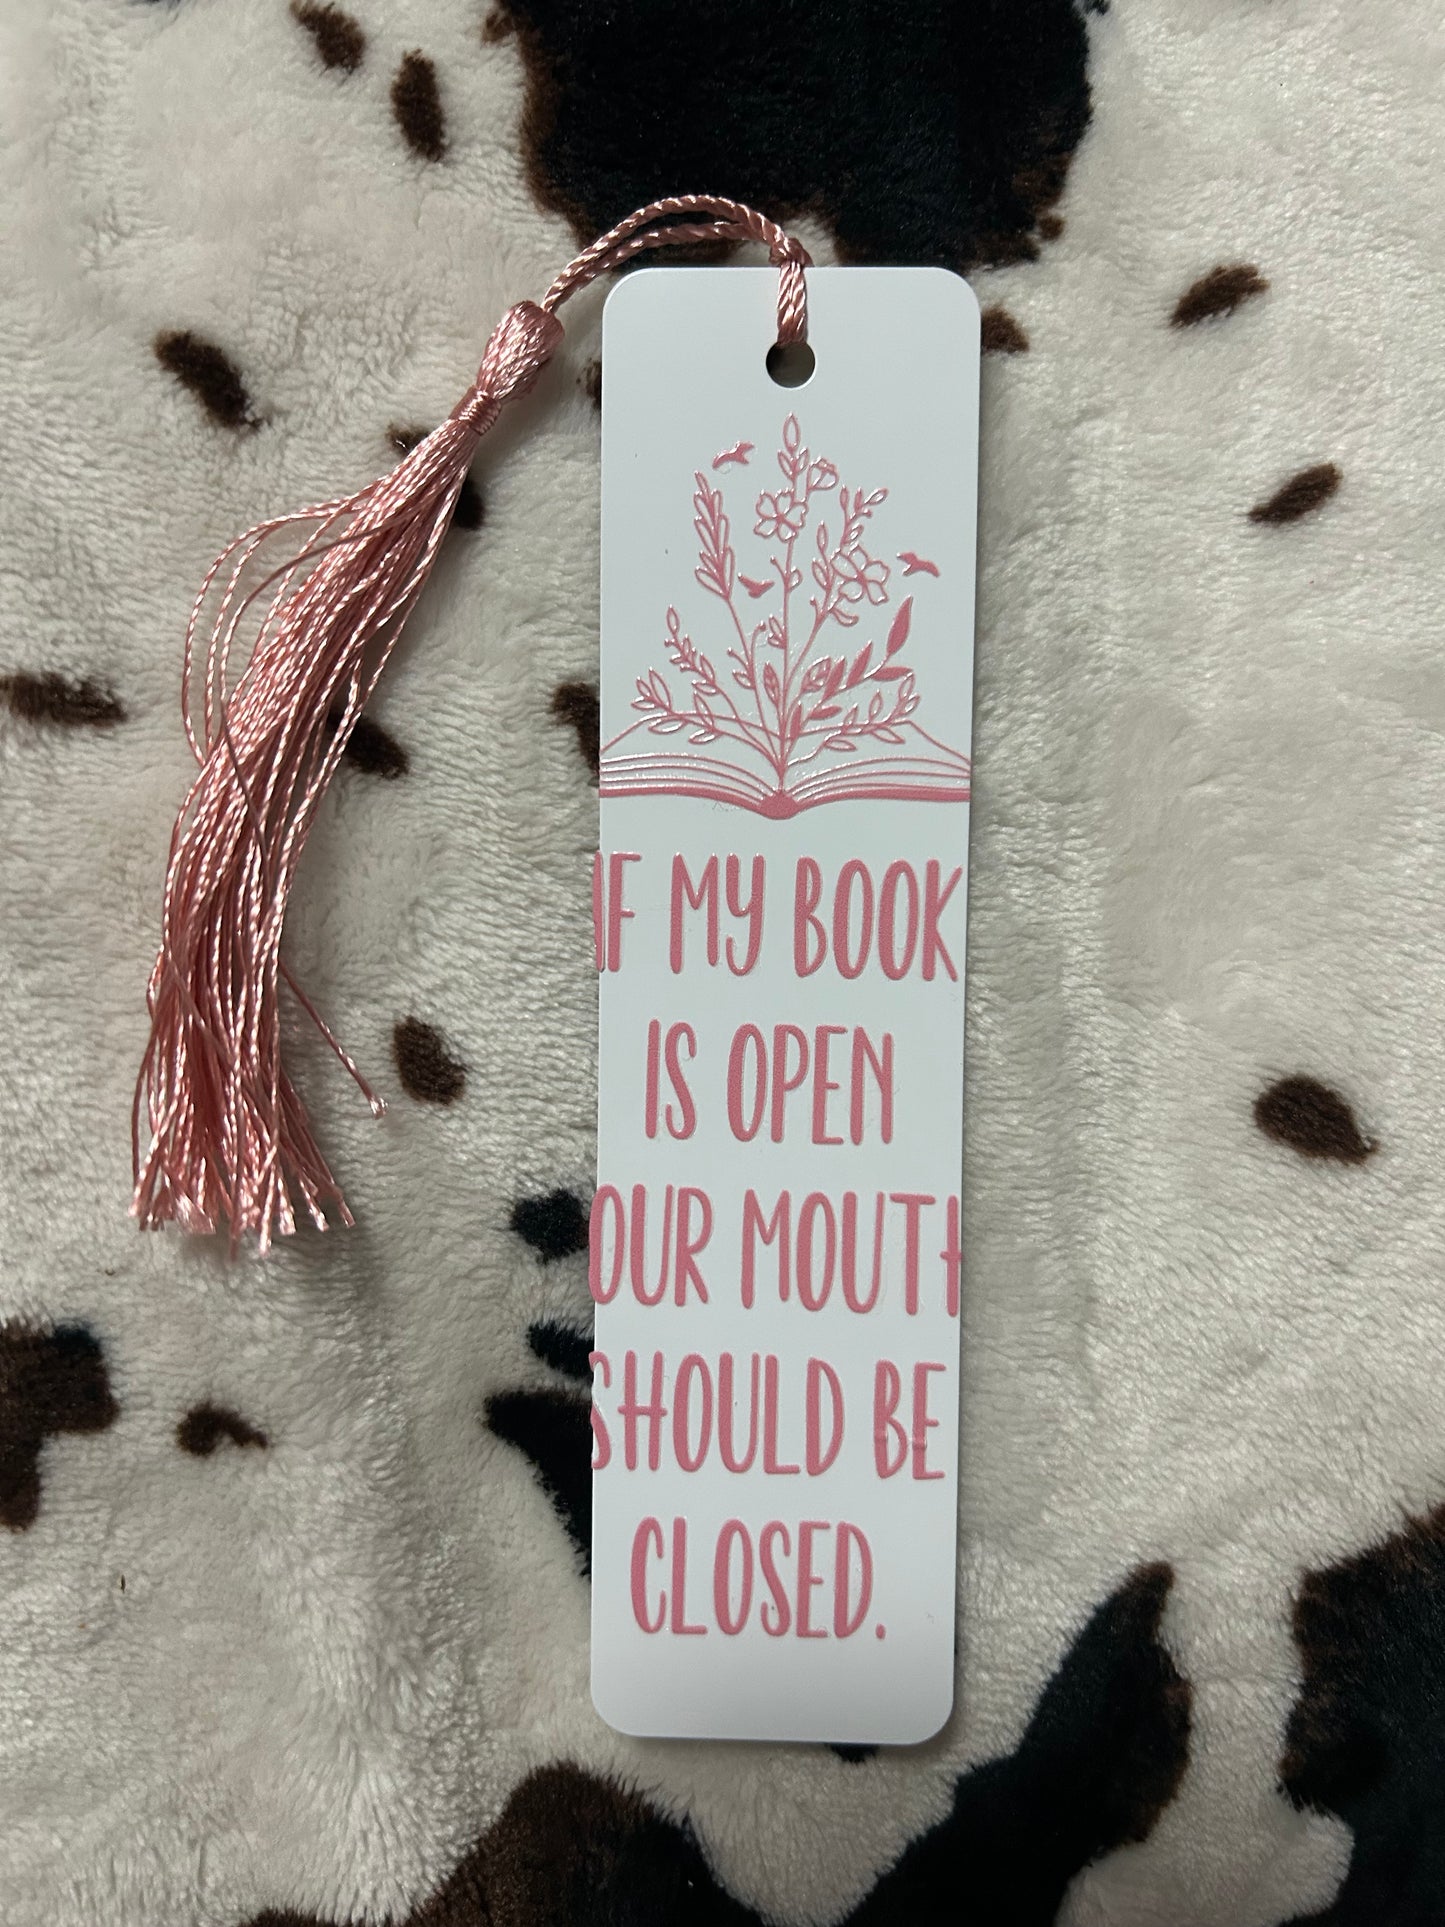 IF MY BOOK
IS OPEN
OUR MOUTH
SHOULD BE
CLOSED.